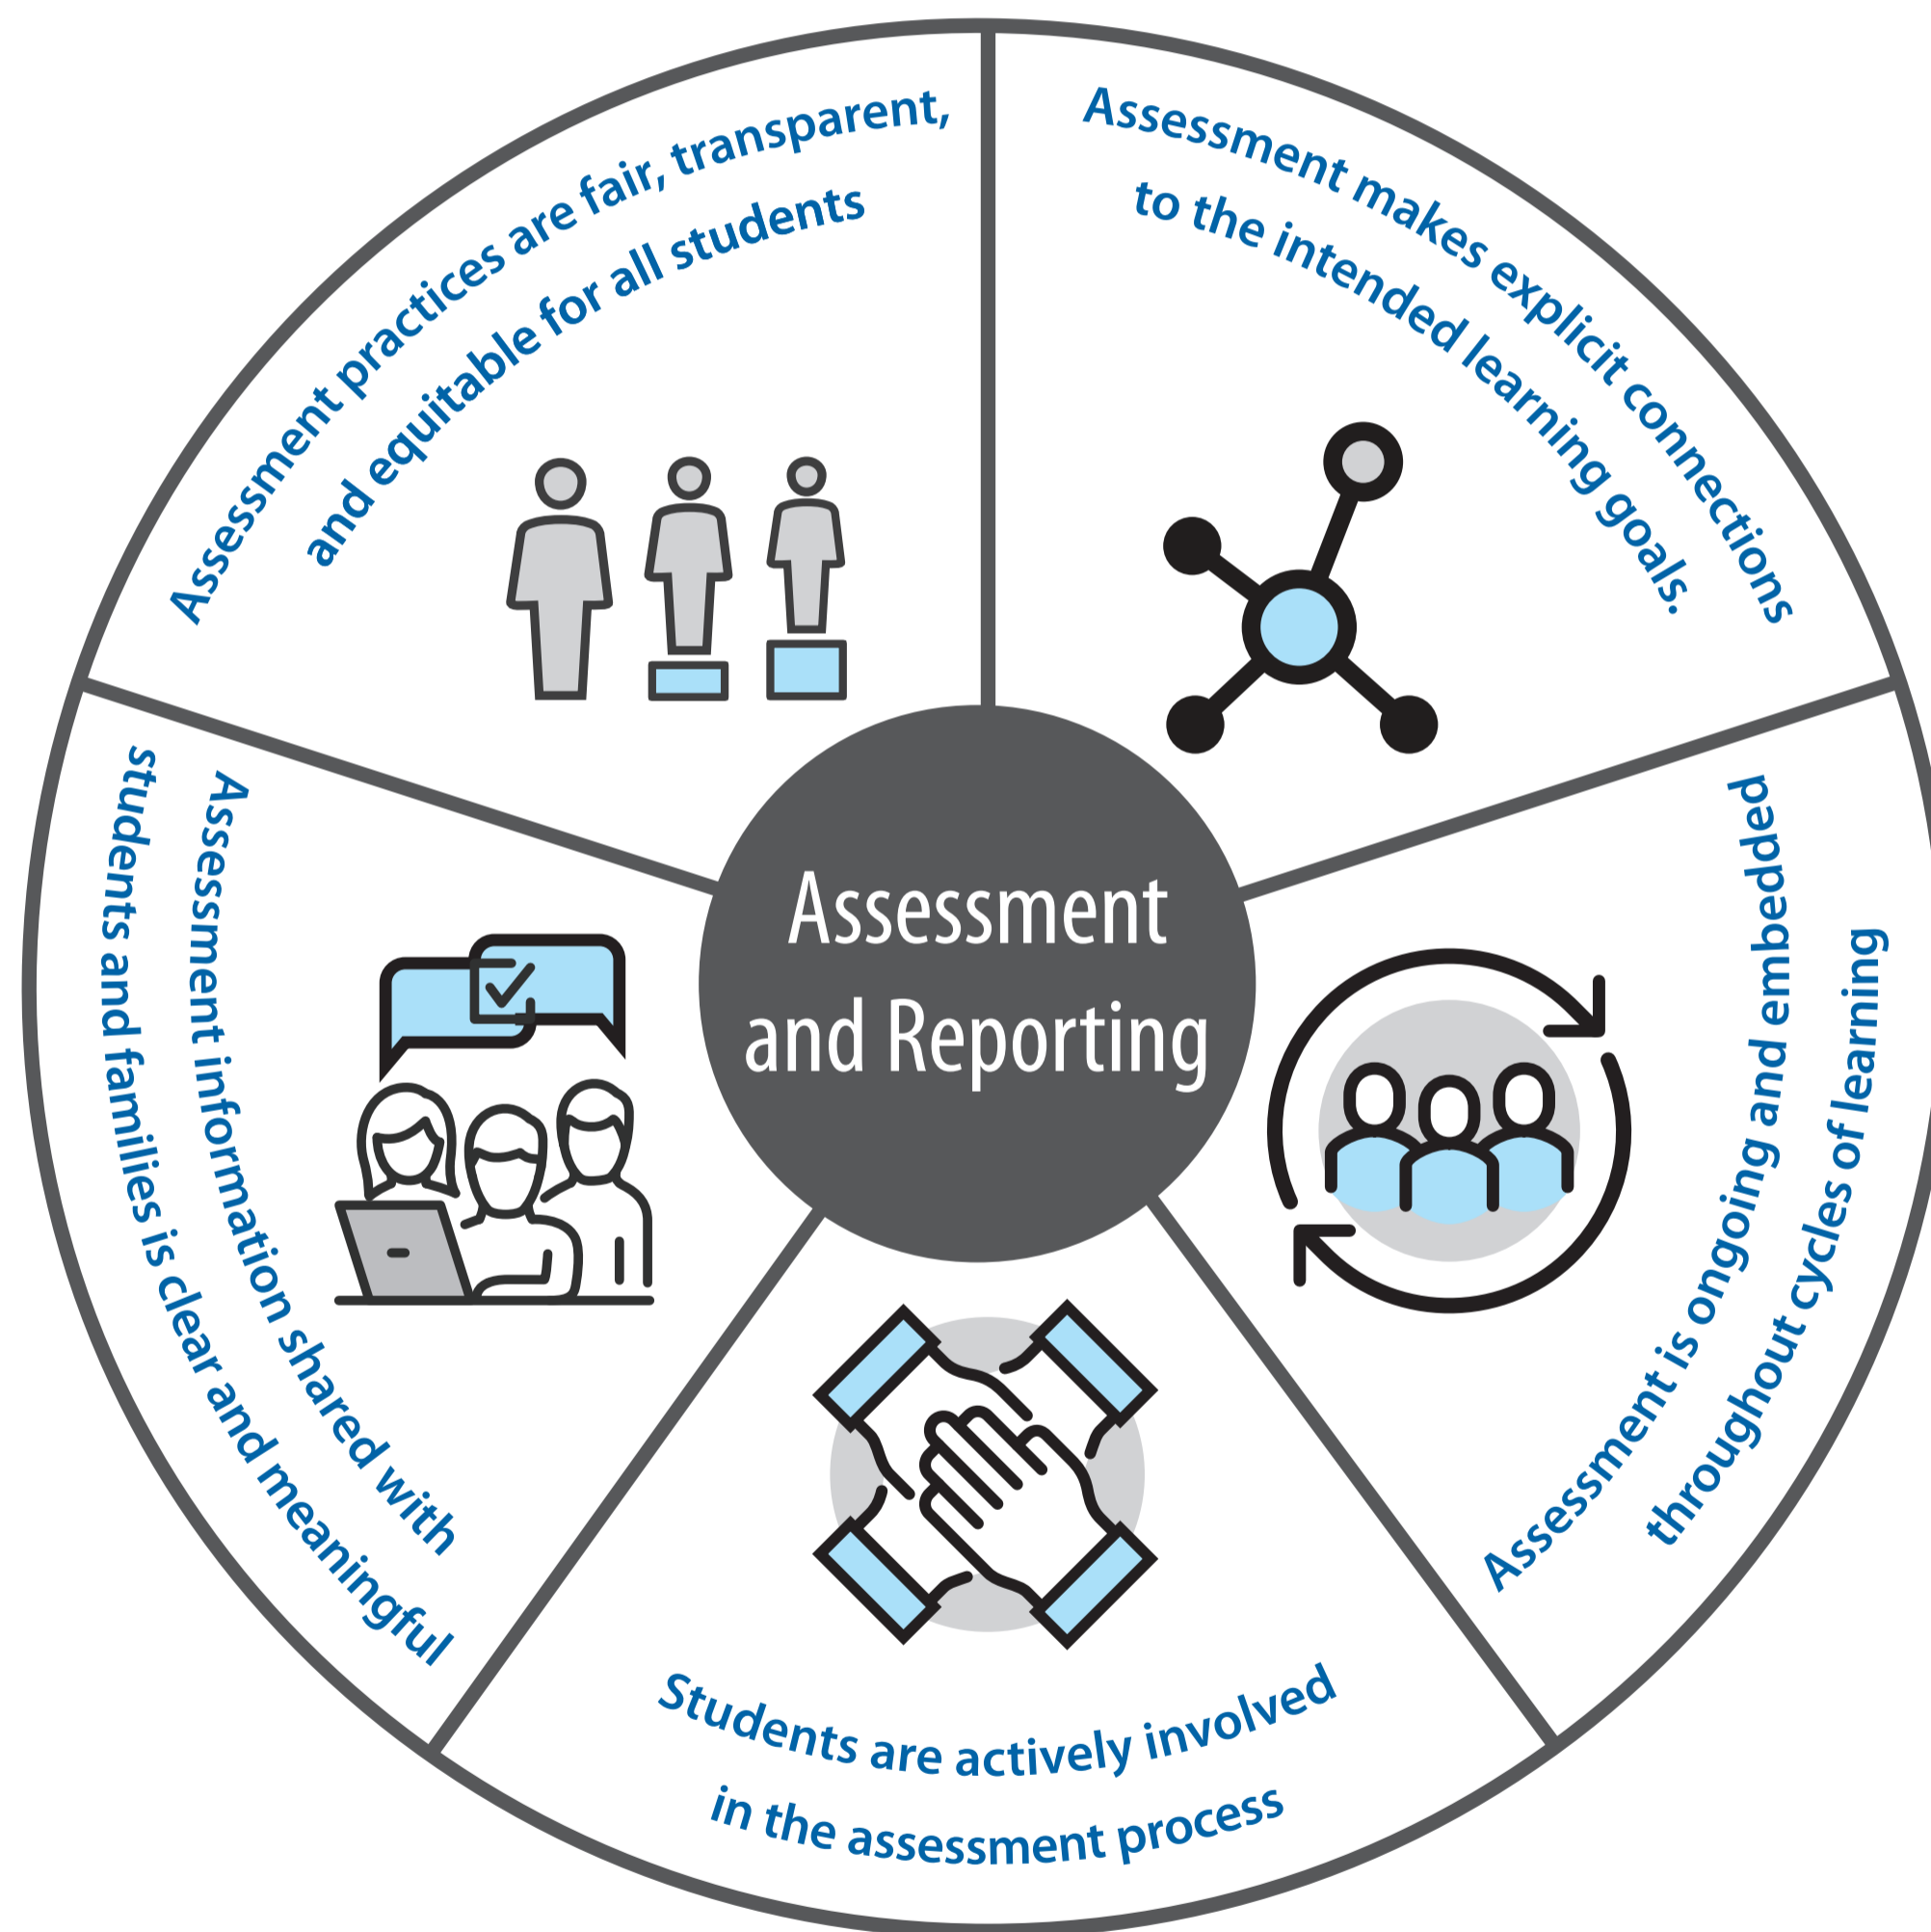 Assessment practices are fair, transparent,
and equitable for all students
Assessment makes explicit connections
to the intended learning goals.
Assessment is ongoing and embedded
throughout cycles of learning
Students are actively involved
in the assessment process
Assessment information shared with
students and families is clear and meaningful
Assessment
and Reporting